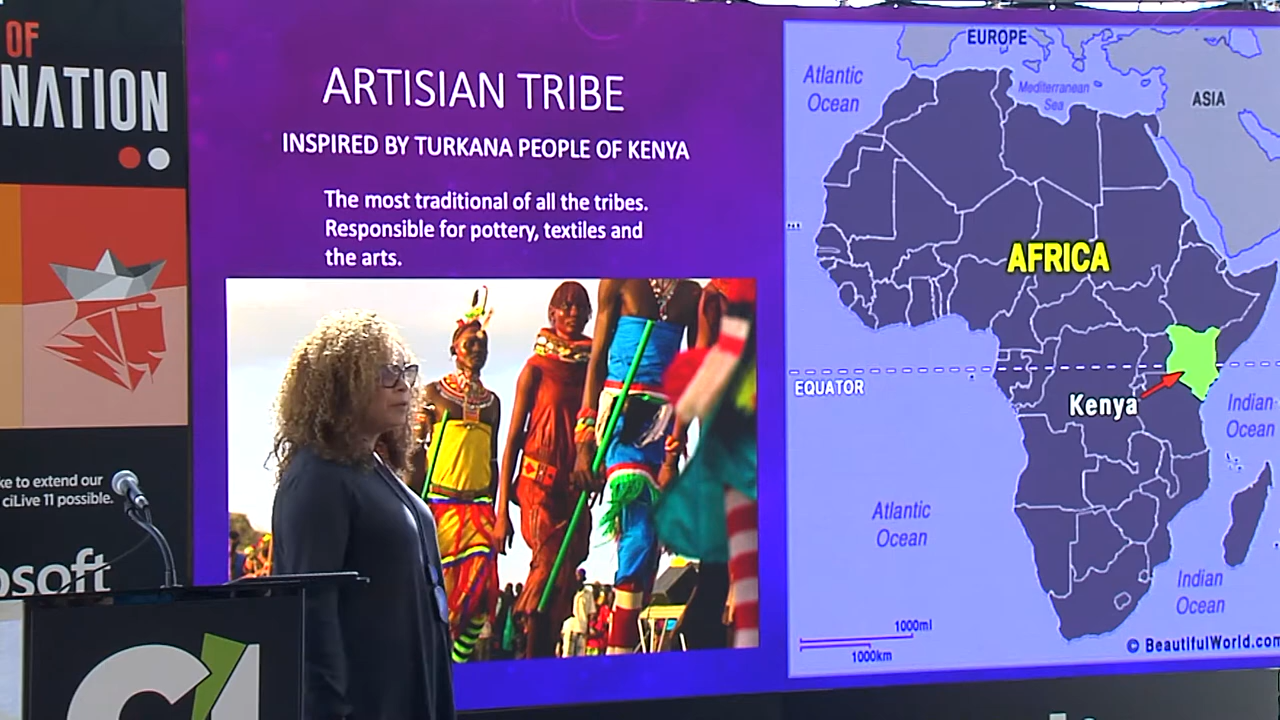 OF
NATION
ke to extend our
ciLive 11 possible.
osoft
CI
ARTISIAN TRIBE
INSPIRED BY TURKANA PEOPLE OF KENYA
The most traditional of all the tribes.
Responsible for pottery, textiles and
the arts.
EUROPE
Atlantic
Ocean
Mediterranean
Sea
ASIA
AFRICA
EQUATOR
Kenya
Indian
Ocean
Atlantic
Ocean
Indian
Ocean
1000ml
1000km
© BeautifulWorld.com